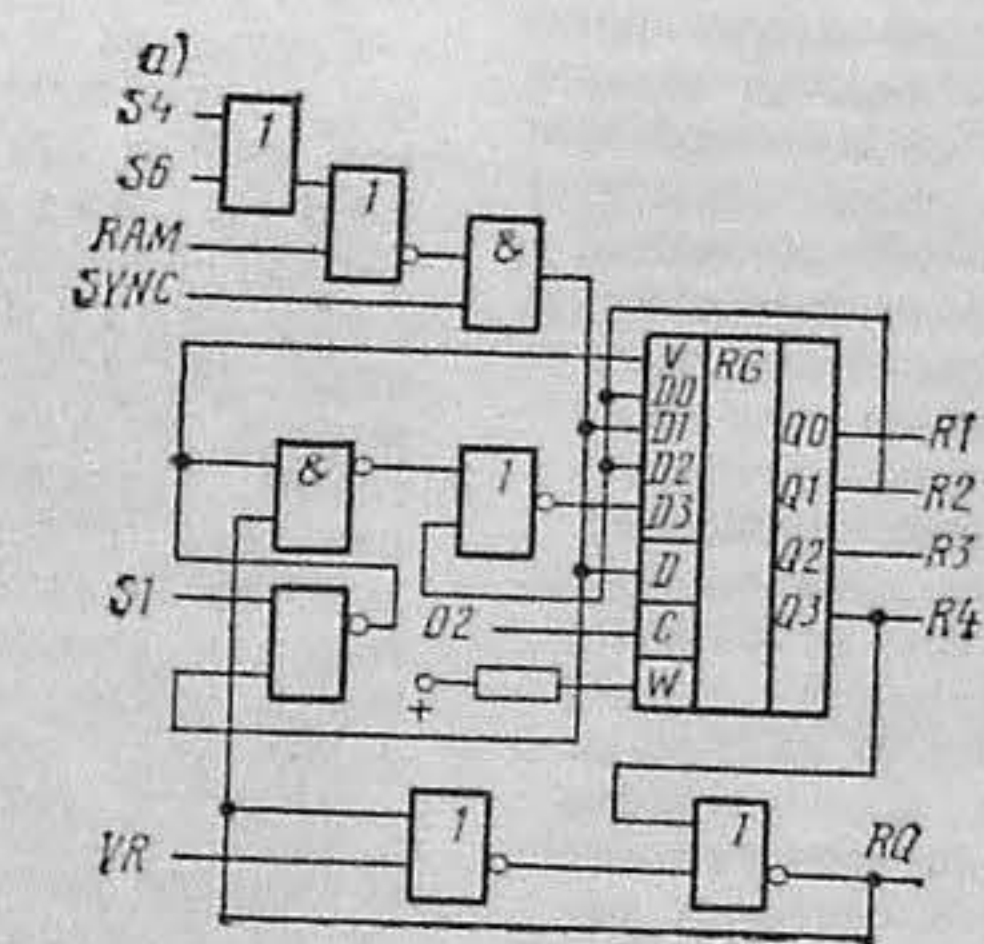 а)
S4
1
S6
1
RAM
&
SYNC
V
RG
D0
D1
Q0
R1
&
1
D2
Q1
R2
D3
Q2
R3
S1
D
Q3
R4
02
C
+
W
1
1
VR
RQ